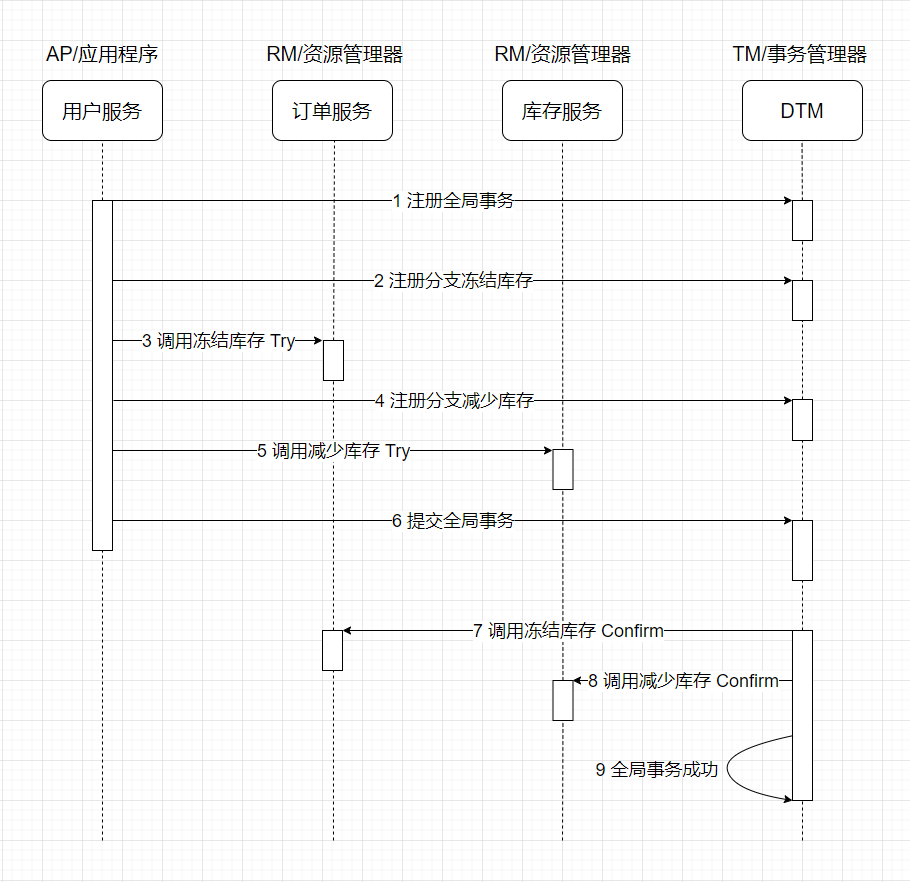 AP/应用程序
RM/资源管理器
RM/资源管理器
TM/事务管理器
用户服务
订单服务
库存服务
DTM
1 注册全局事务
2 注册分支冻结库存
3 调用冻结库存 Try
4 注册分支减少库存
5 调用减少库存 Try
6 提交全局事务
7 调用冻结库存 Confirm
8 调用减少库存 Confirm
9 全局事务成功